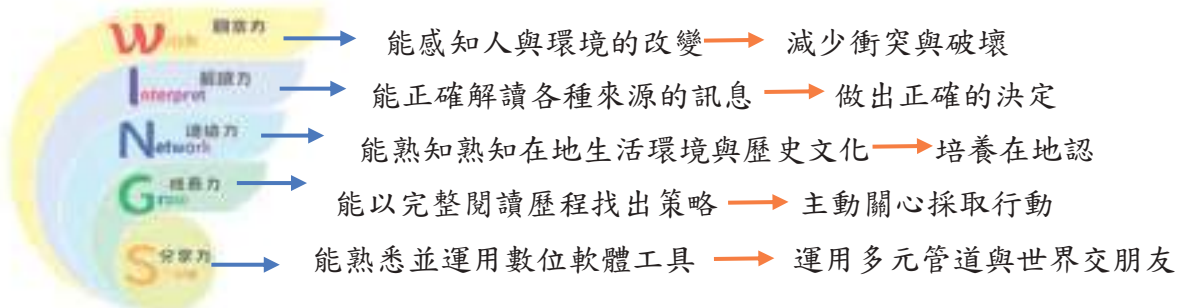 能感知人與環境的改變 減少衝突與破壞
Interpret 解讀力 能正確解讀各種來源的訊息 做出正確的決定
Network 連結力 能熟知熟知在地生活環境與歷史文化 培養在地認
成長力 能以完整閱讀歷程找出策略 主動關心採取行動
分享力 能熟悉並運用數位軟體工具 運用多元管道與世界交朋友